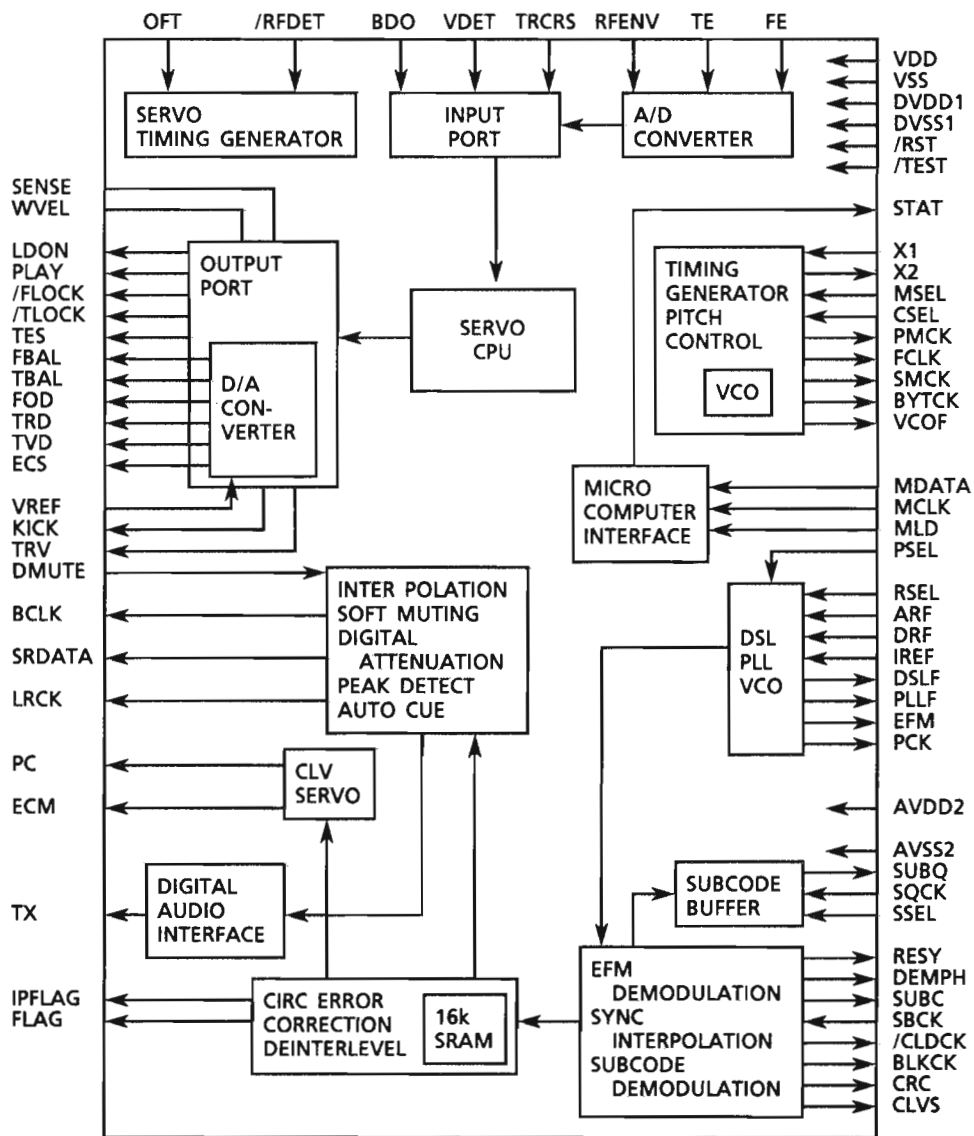 OFT /RFDET BDO VDET TRCRS RFENV TE FE
SERVO
TIMING GENERATOR
INPUT
PORT
A/D
CONVERTER
VDD
VSS
DVDD1
DVSS1
/RST
/TEST
SENSE
WVEL
STAT
LDON
PLAY
/FLOCK
/TLOCK
TES
FBAL
TBAL
FOD
TRD
TVD
ECS
OUTPUT
PORT
D/A
CON-
VERTER
SERVO
CPU
TIMING
GENERATOR
PITCH
CONTROL
VCO
X1
X2
MSEL
CSEL
PMCK
FCLK
SMCK
BYTCK
VCOF
VREF
KICK
TRV
DMUTE
BCLK
SRDATA
LRCK
MICRO
COMPUTER
INTERFACE
MDATA
MCLK
MLD
PSEL
INTER POLATION
SOFT MUTING
DIGITAL
ATTENUATION
PEAK DETECT
AUTO CUE
DSL
PLL
VCO
RSEL
ARF
DRF
IREF
DSLF
PLLF
EFM
PCK
PC
ECM
CLV
SERVO
AVDD2
AVSS2
SUBQ
SQCK
SSEL
SUBCODE
BUFFER
TX
DIGITAL
AUDIO
INTERFACE
IPFLAG
FLAG
CIRC ERROR
CORRECTION
DEINTERLEVEL
16k
SRAM
EFM
DEMODULATION
SYNC
INTERPOLATION
SUBCODE
DEMODULATION
RESY
DEMPH
SUBC
SBCK
/CLDCK
BLKCK
CRC
CLVS